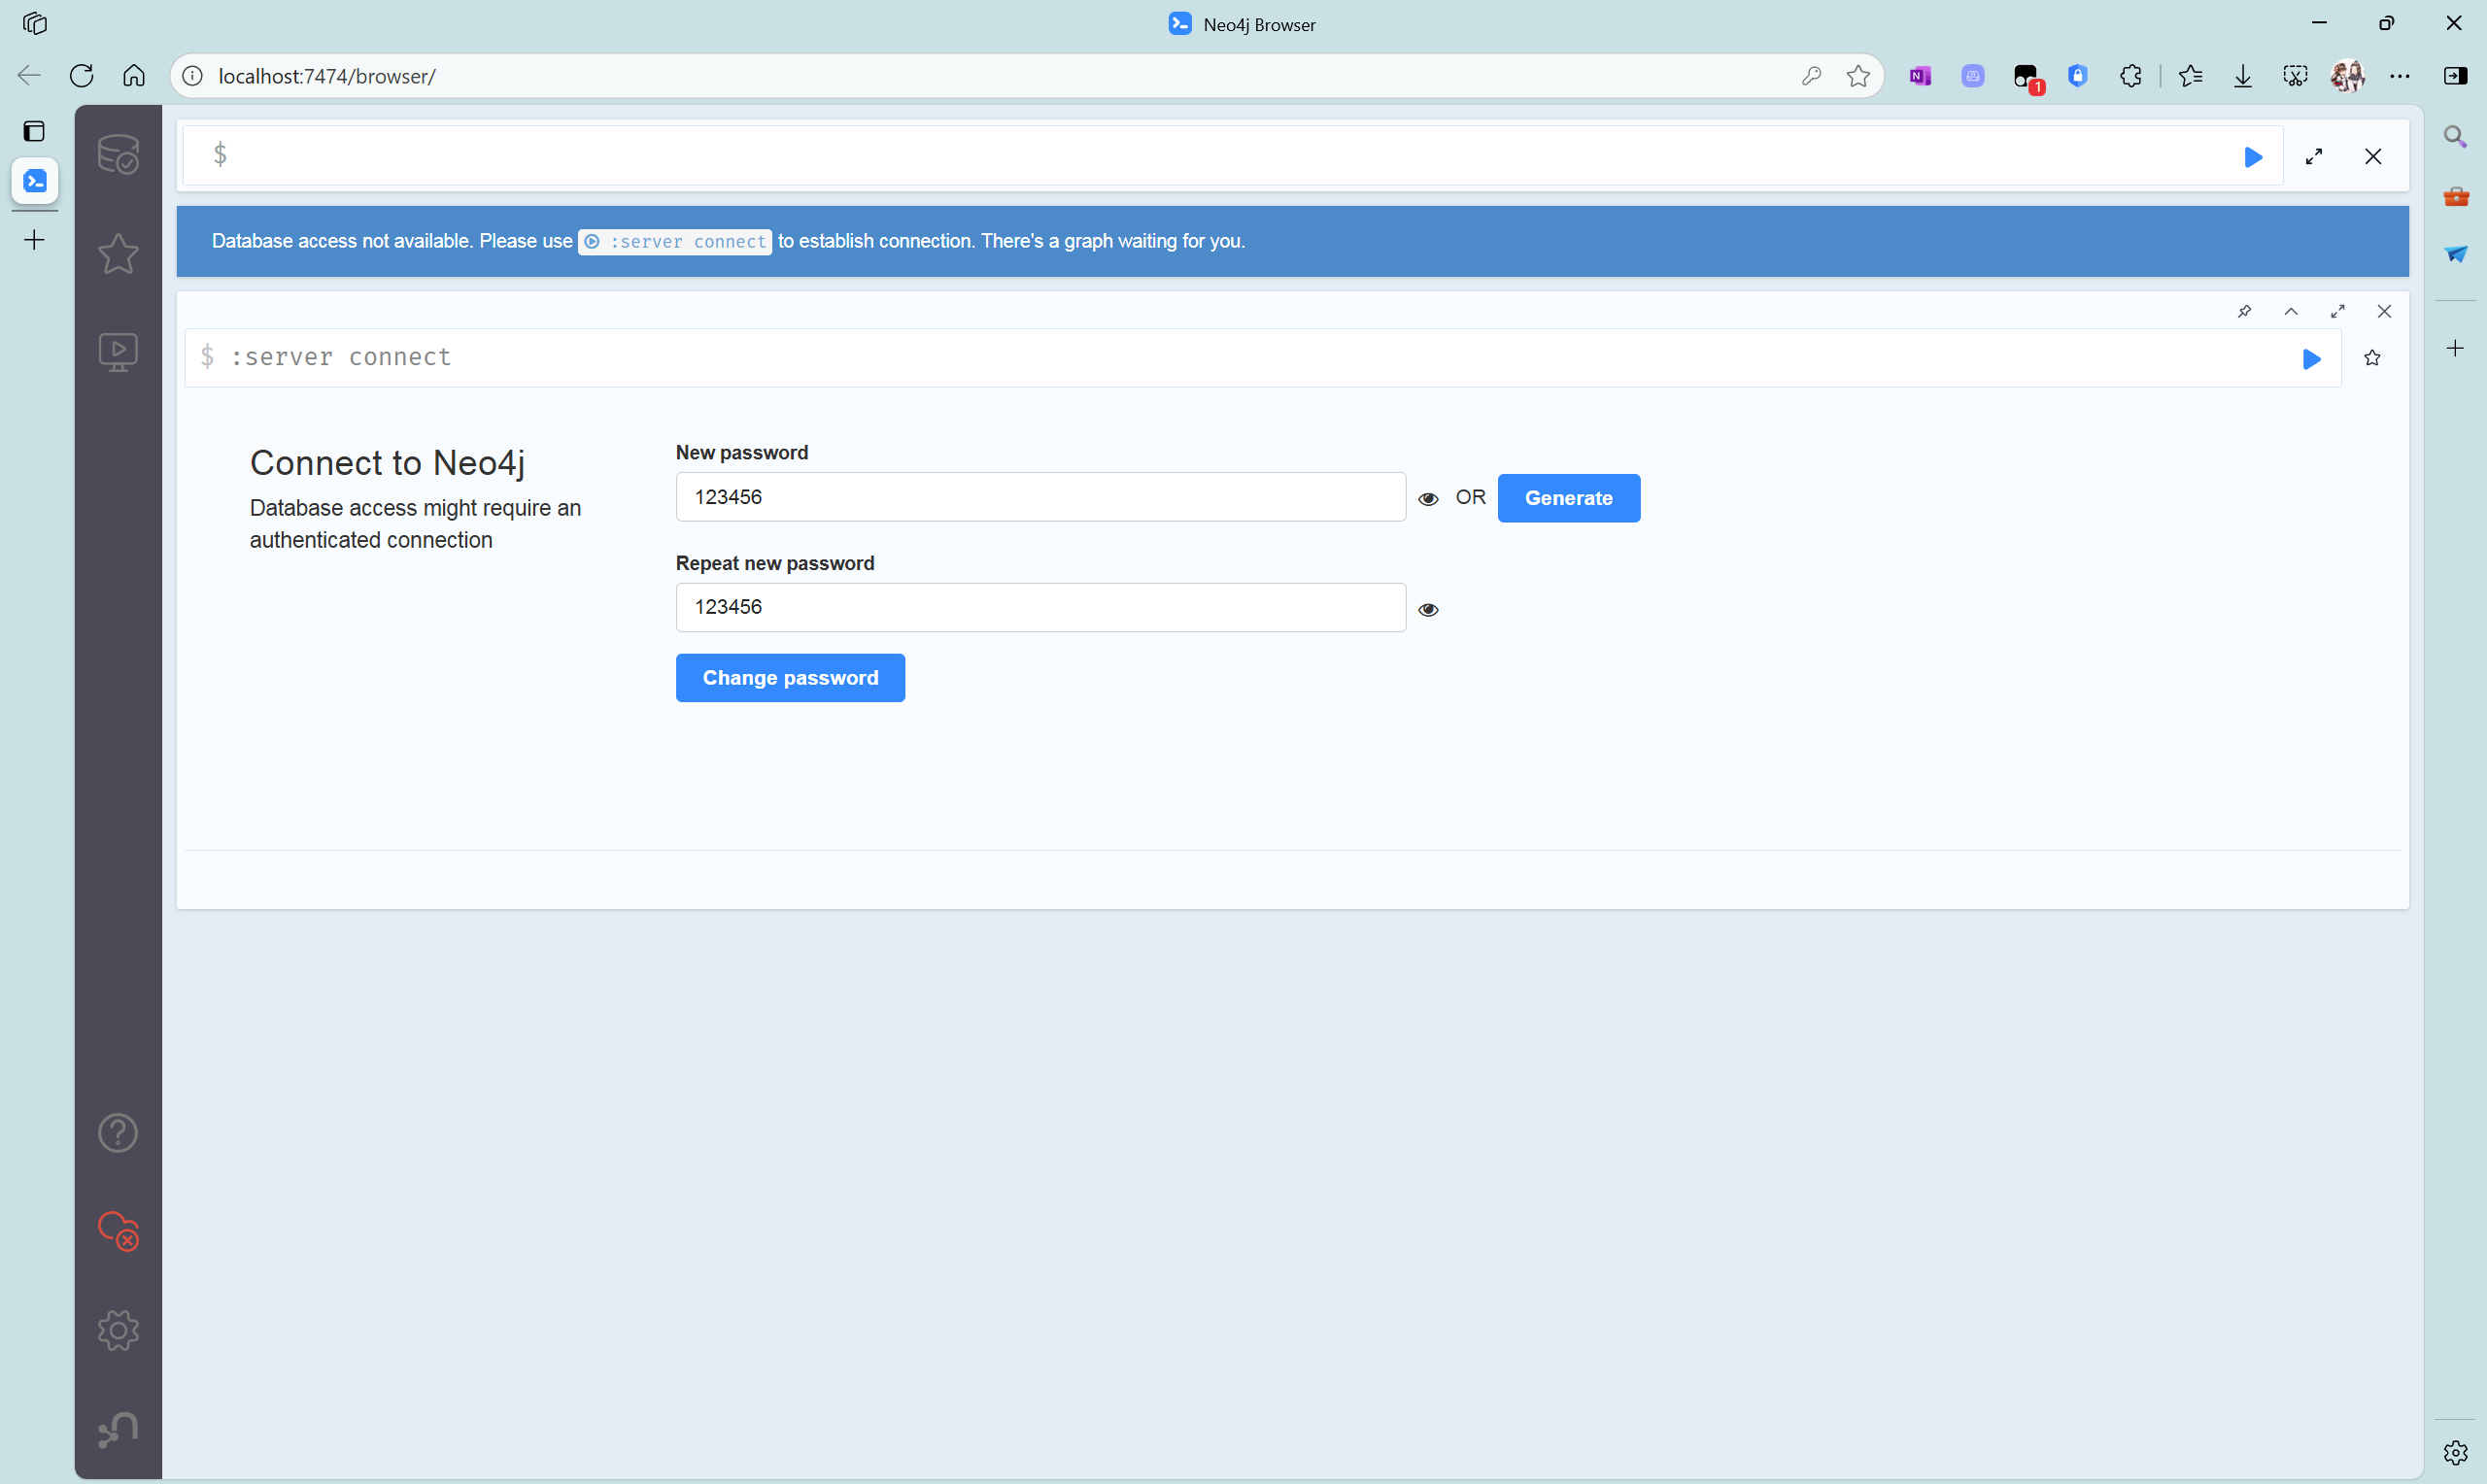 Neo4j Browser
localhost:7474/browser/
1
$
Database access not available. Please use :server connect to establish connection. There's a graph waiting for you.
$ :server connect
Connect to Neo4j
Database access might require an
authenticated connection
New password
123456
OR
Generate
Repeat new password
123456
Change password